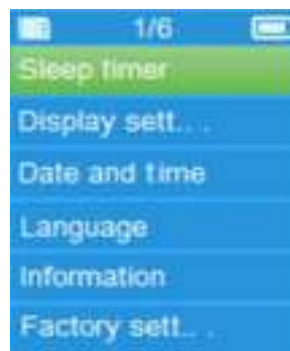 1/6
Sleep timer
Display sett.. .
Date and time
Language
Information
Factory sett.. .